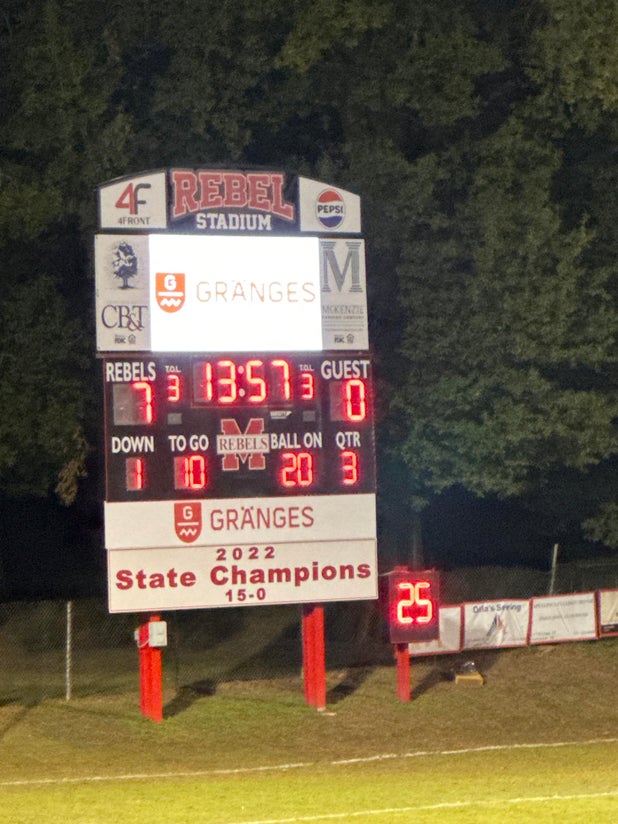 4F
4FRONT
REBEL
STADIUM
PEPSI
CB&T
G
GRÄNGES
M
MCKENZIE
REBELS
T.O.L.
T.O.L.
GUEST
7
3
13:57
3
0
DOWN
TO GO
M
REBELS
BALL ON
QTR
1
10
20
3
G
GRÄNGES
2022
State Champions
15-0
25